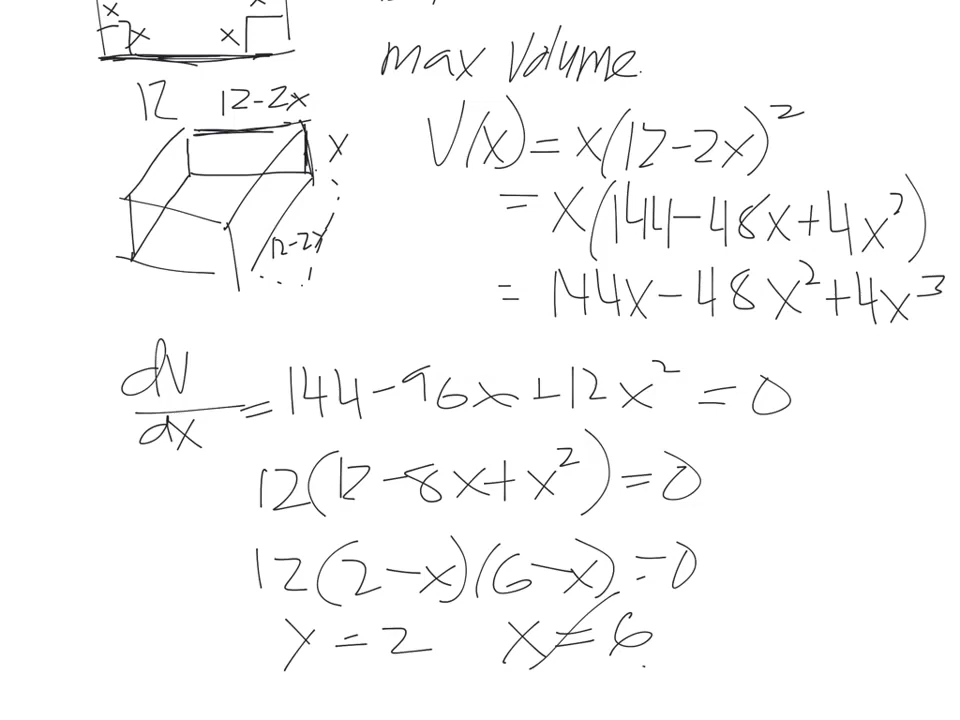 x x
x x
max Volume.
12 12-2x
x
12-2x
V(x) = x(12-2x)²
= x(144-48x+4x²)
= 144x-48x²+4x³
dV/dx = 144-96x+12x² = 0
12(12-8x+x²)=0
12(2-x)(6-x)=0
x=2 x≠6